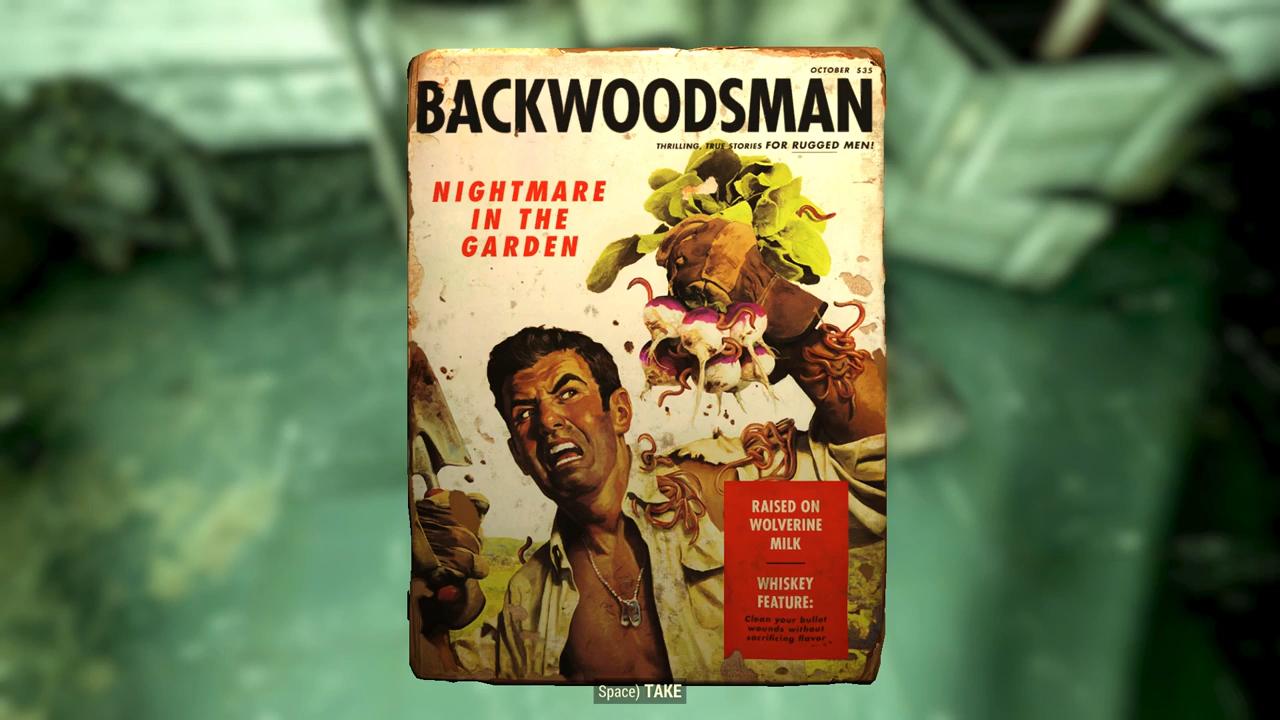 OCTOBER $35
BACKWOODSMAN
THRILLING, TRUE STORIES FOR RUGGED MEN!
NIGHTMARE
IN THE
GARDEN
RAISED ON
WOLVERINE
MILK
WHISKEY
FEATURE:
Clean your bullet
wounds without
sacrificing flavor
Space) TAKE